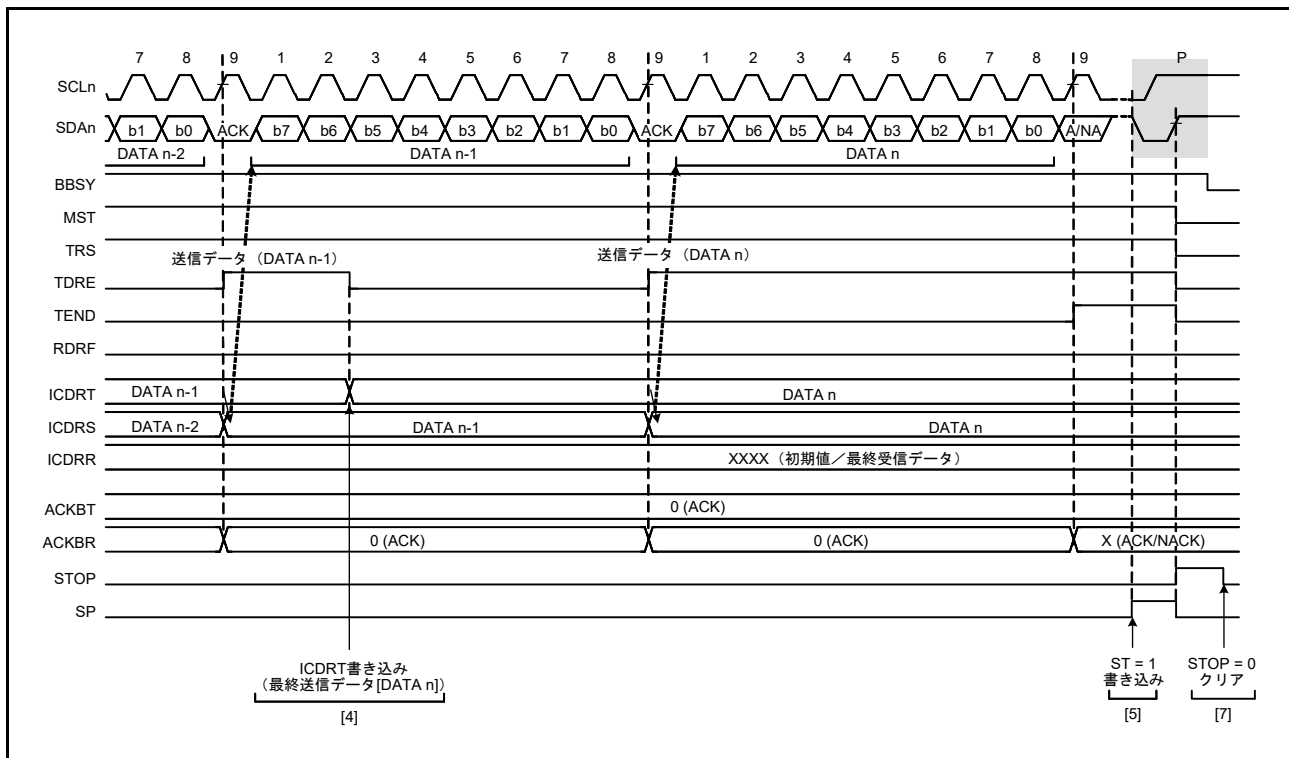 7 8 9 1 2 3 4 5 6 7 8 9 1 2 3 4 5 6 7 8 9 P
SCLn
SDAn b1 b0 ACK b7 b6 b5 b4 b3 b2 b1 b0 ACK b7 b6 b5 b4 b3 b2 b1 b0 A/NA
DATA n-2 DATA n-1 DATA n
BBSY
MST
TRS
送信データ（DATA n-1） 送信データ（DATA n）
TDRE
TEND
RDRF
ICDRT DATA n-1 DATA n
ICDRS DATA n-2 DATA n-1 DATA n
ICDRR XXXX（初期値／最終受信データ）
ACKBT 0 (ACK)
ACKBR 0 (ACK) 0 (ACK) X (ACK/NACK)
STOP
SP
ICDRT書き込み ST = 1 STOP = 0
（最終送信データ[DATA n]） 書き込み クリア
[4] [5] [7]